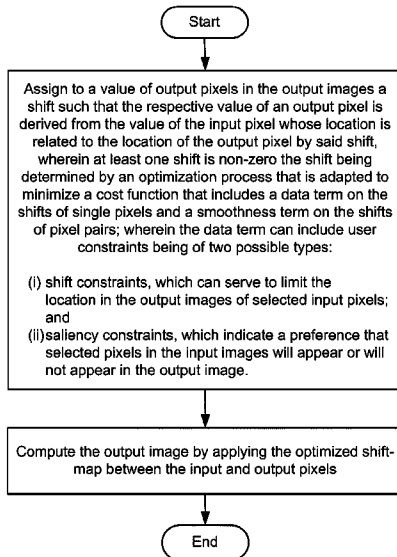 Start
Assign to a value of output pixels in the output images a
shift such that the respective value of an output pixel is
derived from the value of the input pixel whose location is
related to the location of the output pixel by said shift,
wherein at least one shift is non-zero the shift being
determined by an optimization process that is adapted to
minimize a cost function that includes a data term on the
shifts of single pixels and a smoothness term on the shifts
of pixel pairs; wherein the data term can include user
constraints being of two possible types:
(i) shift constraints, which can serve to limit the
location in the output images of selected input pixels;
and
(ii)saliency constraints, which indicate a preference that
selected pixels in the input images will appear or will
not appear in the output image.
Compute the output image by applying the optimized shift-
map between the input and output pixels
End